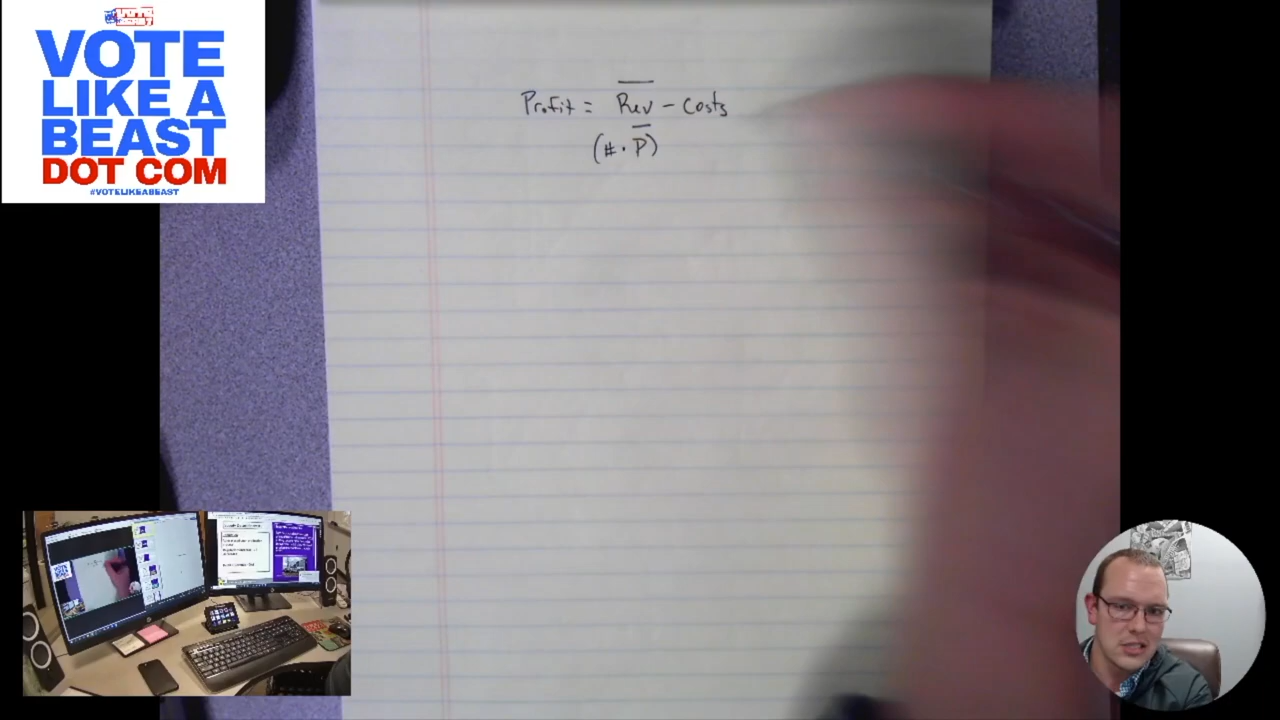 VOTE
LIKE A
BEAST
DOT COM
#VOTELIKEABEAST
Profit = Rev - costs
(# · P)